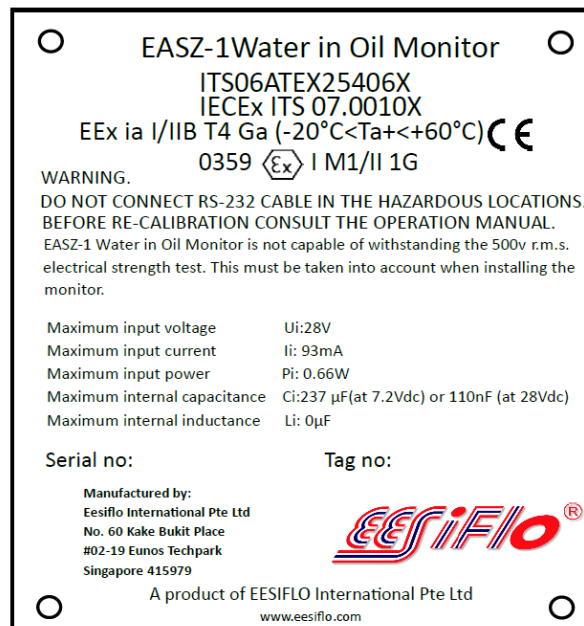 EASZ-1Water in Oil Monitor
ITS06ATEX25406X
IECEx ITS 07.0010X
EEx ia I/IIB T4 Ga (-20°C<Ta+<+60°C) CE
0359 Ex I M1/II 1G
WARNING.
DO NOT CONNECT RS-232 CABLE IN THE HAZARDOUS LOCATIONS.
BEFORE RE-CALIBRATION CONSULT THE OPERATION MANUAL.
EASZ-1 Water in Oil Monitor is not capable of withstanding the 500v r.m.s.
electrical strength test. This must be taken into account when installing the
monitor.
Maximum input voltage Ui:28V
Maximum input current Ii: 93mA
Maximum input power Pi: 0.66W
Maximum internal capacitance Ci:237 µF(at 7.2Vdc) or 110nF (at 28Vdc)
Maximum internal inductance Li: 0µF
Serial no: Tag no:
Manufactured by:
Eesiflo International Pte Ltd
No. 60 Kake Bukit Place
#02-19 Eunos Techpark
Singapore 415979
EESiFlo®
A product of EESIFLO International Pte Ltd
www.eesiflo.com